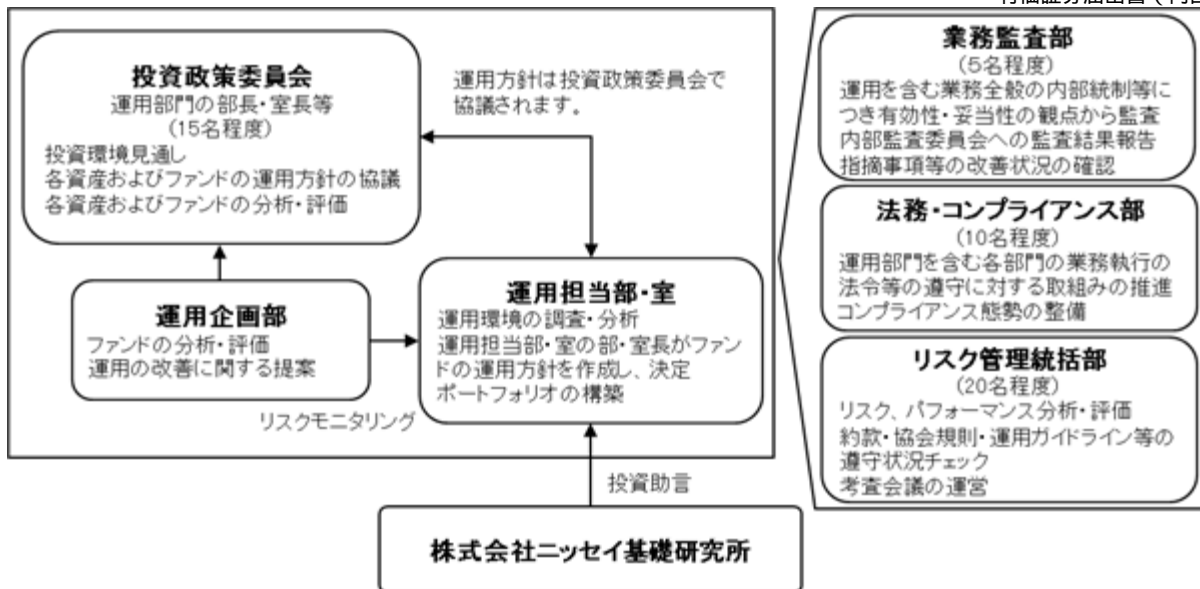 投資政策委員会
運用部門の部長・室長等
(15名程度)
投資環境見通し
各資産およびファンドの運用方針の協議
各資産およびファンドの分析・評価
運用方針は投資政策委員会で
協議されます。
運用企画部
ファンドの分析・評価
運用の改善に関する提案
リスクモニタリング
運用担当部・室
運用環境の調査・分析
運用担当部・室の部・室長がファン
ドの運用方針を作成し、決定
ポートフォリオの構築
投資助言
株式会社ニッセイ基礎研究所
業務監査部
(5名程度)
運用を含む業務全般の内部統制等に
つき有効性・妥当性の観点から監査
内部監査委員会への監査結果報告
指摘事項等の改善状況の確認
法務・コンプライアンス部
(10名程度)
運用部門を含む各部門の業務執行の
法令等の遵守に対する取組みの推進
コンプライアンス態勢の整備
リスク管理統括部
(20名程度)
リスク、パフォーマンス分析・評価
約款・協会規則・運用ガイドライン等の
遵守状況チェック
考査会議の運営